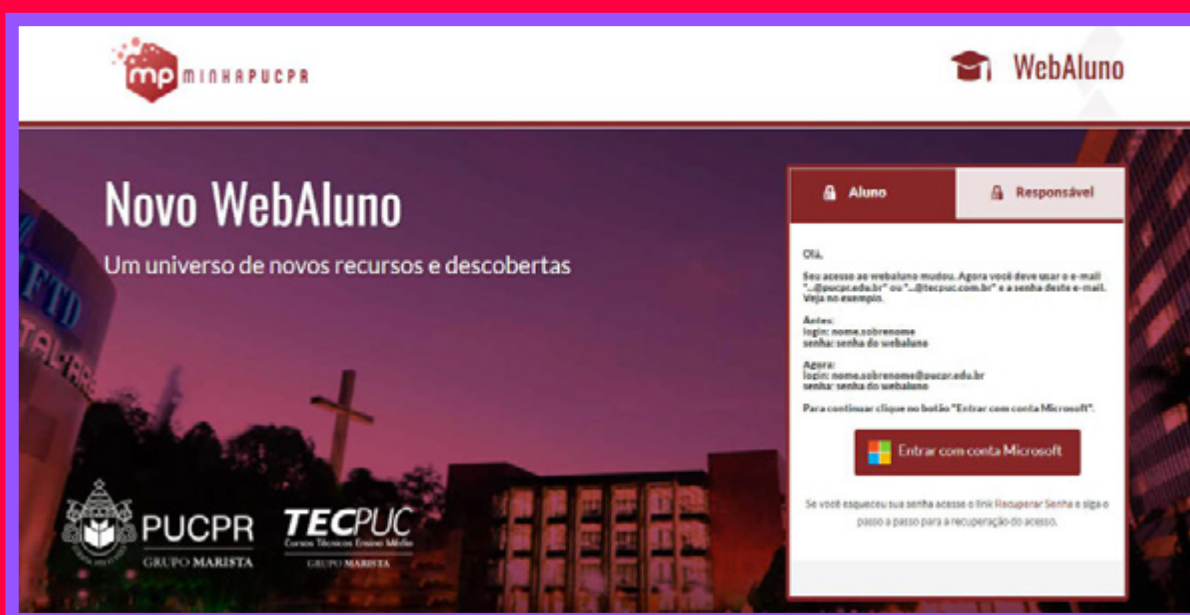 mp MINHAPUCPR
WebAluno
Novo WebAluno
Um universo de novos recursos e descobertas
Aluno
Responsável
Olá,
Seu acesso ao webaluno mudou. Agora você deve usar o e-mail
"...@pucpr.edu.br" ou "...@tecpuc.com.br" e a senha deste e-mail.
Veja no exemplo.
Antes:
login: nome.sobrenome
senha: senha do webaluno
Agora:
login: nome.sobrenome@pucpr.edu.br
senha: senha do webaluno
Para continuar clique no botão "Entrar com conta Microsoft".
Entrar com conta Microsoft
Se você esqueceu sua senha acesse o link Recuperar Senha e siga o
passo a passo para a recuperação do acesso.
FTD
PUCPR
GRUPO MARISTA
TECPUC
Cursos Técnicos Ensino Médio
GRUPO MARISTA